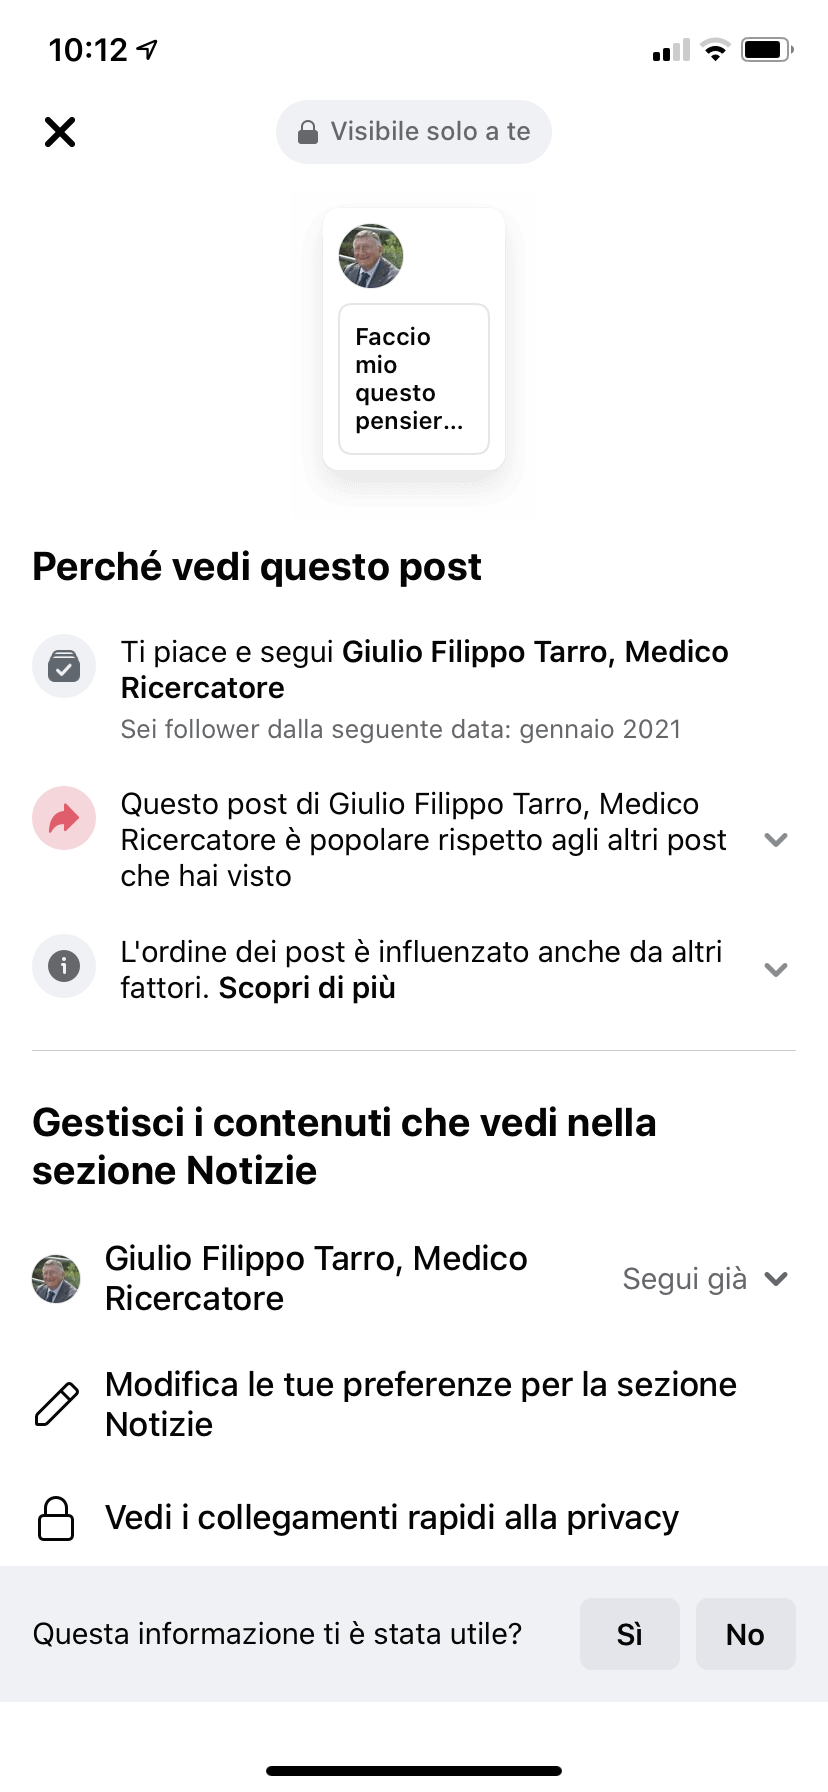 10:12
Visibile solo a te
Faccio
mio
questo
pensier...
Perché vedi questo post
Ti piace e segui Giulio Filippo Tarro, Medico
Ricercatore
Sei follower dalla seguente data: gennaio 2021
Questo post di Giulio Filippo Tarro, Medico
Ricercatore è popolare rispetto agli altri post
che hai visto
L'ordine dei post è influenzato anche da altri
fattori. Scopri di più
Gestisci i contenuti che vedi nella
sezione Notizie
Giulio Filippo Tarro, Medico
Ricercatore
Segui già
Modifica le tue preferenze per la sezione
Notizie
Vedi i collegamenti rapidi alla privacy
Questa informazione ti è stata utile?
Sì
No